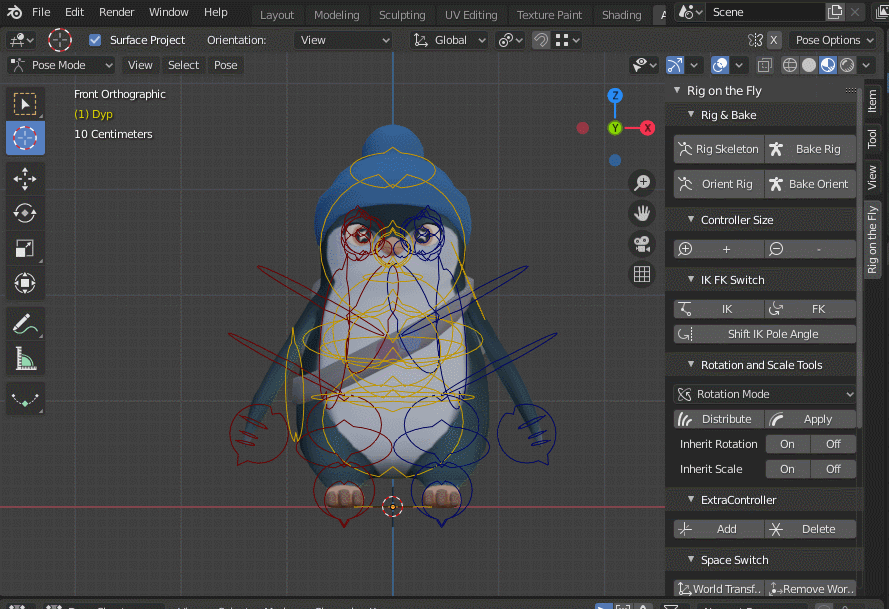 File Edit Render Window Help Layout Modeling Sculpting UV Editing Texture Paint Shading Scene
Surface Project Orientation: View Global X Pose Options
Pose Mode View Select Pose
Front Orthographic
(1) Dyp
10 Centimeters
Z
Y
X
Rig on the Fly
Rig & Bake
Rig Skeleton Bake Rig
Orient Rig Bake Orient
Controller Size
+ -
IK FK Switch
IK FK
Shift IK Pole Angle
Rotation and Scale Tools
Rotation Mode
Distribute Apply
Inherit Rotation On Off
Inherit Scale On Off
ExtraController
Add Delete
Space Switch
World Transf.. Remove Wor..
Item
Tool
View
Rig on the Fly